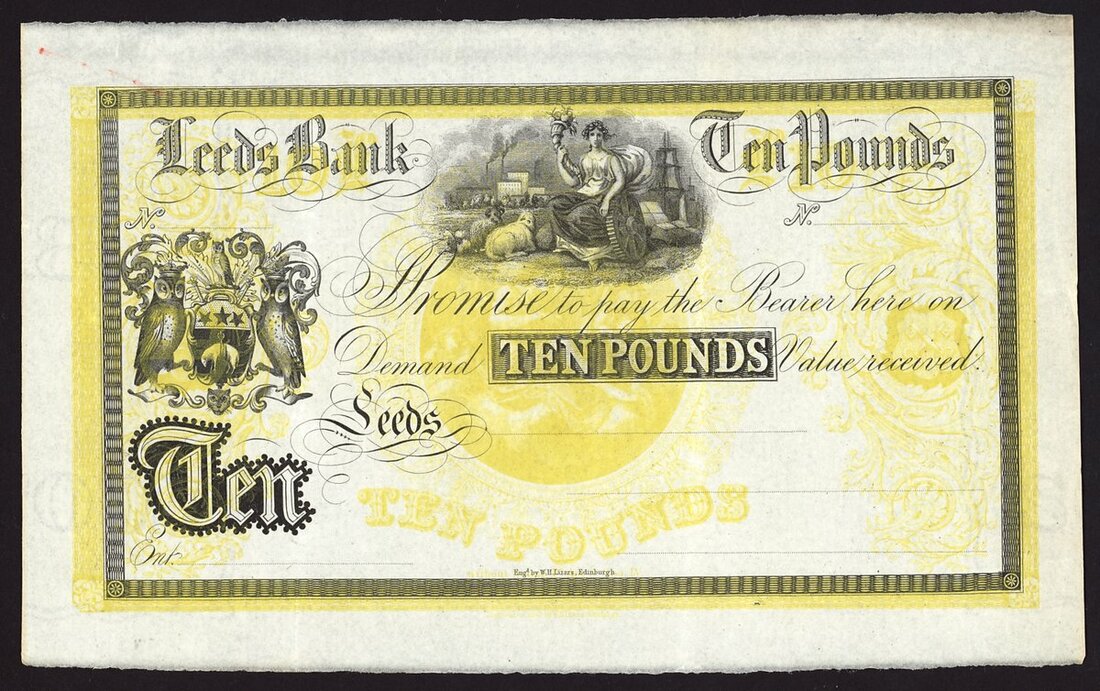 Leeds Bank
Ten Pounds
No.
No.
I Promise to pay the Bearer here on
Demand TEN POUNDS Value received.
Leeds
Ten
TEN POUNDS
Ent.
Engd. by W.H. Lizars, Edinburgh.